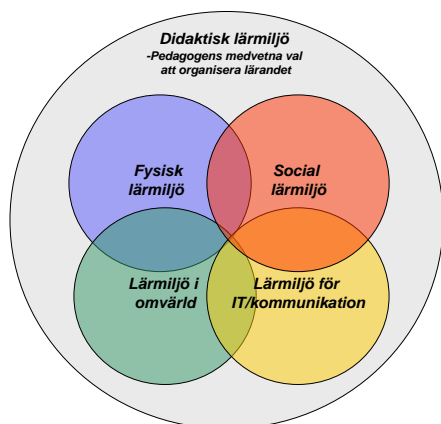 Didaktisk lärmiljö
-Pedagogens medvetna val
att organisera lärandet
Fysisk
lärmiljö
Social
lärmiljö
Lärmiljö i
omvärld
Lärmiljö för
IT/kommunikation